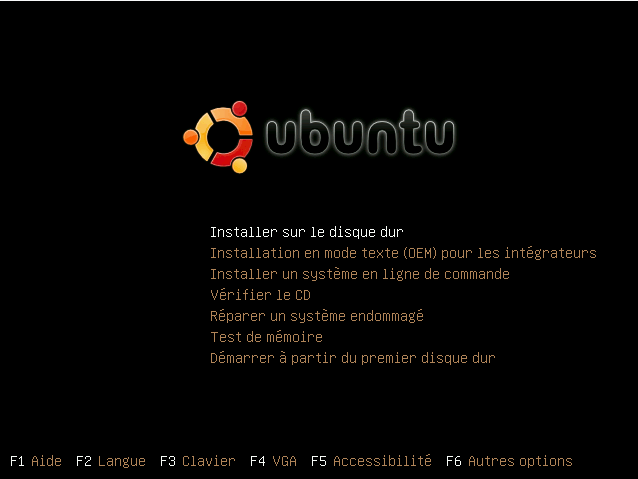 ubuntu
Installer sur le disque dur
Installation en mode texte (OEM) pour les intégrateurs
Installer un système en ligne de commande
Vérifier le CD
Réparer un système endommagé
Test de mémoire
Démarrer à partir du premier disque dur
F1 Aide F2 Langue F3 Clavier F4 VGA F5 Accessibilité F6 Autres options